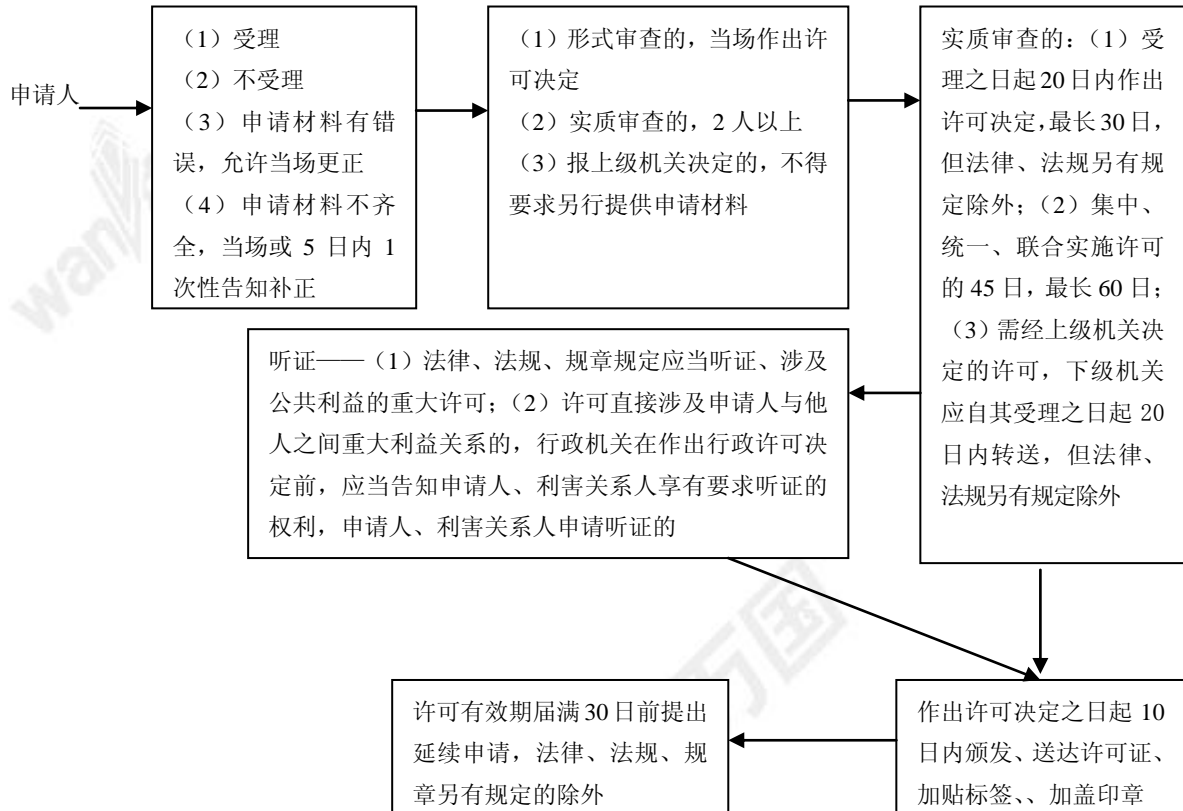 申请人
（1）受理
（2）不受理
（3）申请材料有错
误，允许当场更正
（4）申请材料不齐
全，当场或 5 日内 1
次性告知补正
（1）形式审查的，当场作出许
可决定
（2）实质审查的，2 人以上
（3）报上级机关决定的，不得
要求另行提供申请材料
实质审查的：（1）受
理之日起 20 日内作出
许可决定，最长 30 日，
但法律、法规另有规
定除外；（2）集中、
统一、联合实施许可
的 45 日，最长 60 日；
（3）需经上级机关决
定的许可，下级机关
应自其受理之日起 20
日内转送，但法律、
法规另有规定除外
听证——（1）法律、法规、规章规定应当听证、涉及
公共利益的重大许可；（2）许可直接涉及申请人与他
人之间重大利益关系的，行政机关在作出行政许可决
定前，应当告知申请人、利害关系人享有要求听证的
权利，申请人、利害关系人申请听证的
作出许可决定之日起 10
日内颁发、送达许可证、
加贴标签、、加盖印章
许可有效期届满 30 日前提出
延续申请，法律、法规、规
章另有规定的除外
万国